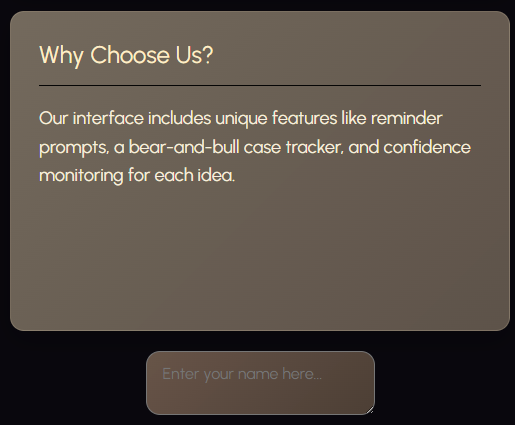 Why Choose Us?
Our interface includes unique features like reminder
prompts, a bear-and-bull case tracker, and confidence
monitoring for each idea.
Enter your name here...